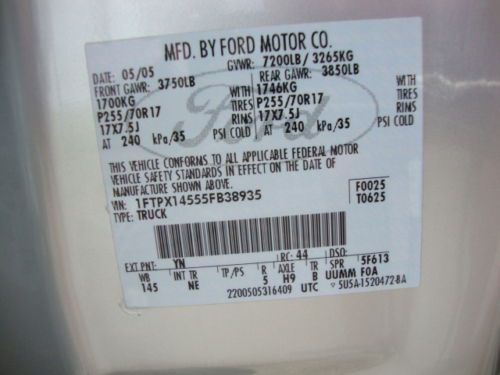 MFD. BY FORD MOTOR CO.
DATE: 05/05 GVWR: 7200LB / 3265KG
FRONT GAWR: 3750LB REAR GAWR: 3850LB
1700KG WITH 1746KG WITH
P255/70R17 TIRES P255/70R17 TIRES
17X7.5J RIMS 17X7.5J RIMS
AT 240 kPa/35 PSI COLD AT 240 kPa/35 PSI COLD
THIS VEHICLE CONFORMS TO ALL APPLICABLE FEDERAL MOTOR
VEHICLE SAFETY STANDARDS IN EFFECT ON THE DATE OF
MANUFACTURE SHOWN ABOVE.
VIN: 1FTPX14555FB38935 F0025
TYPE: TRUCK T0625
EXT PNT: YN RC: 44 DSO:
WB INT TR TP/PS R AXLE TR SPR 5F613
145 NE 5 H9 B UUMM F0A
2200505316409 UTC 5U5A-1520472-BA
Ford